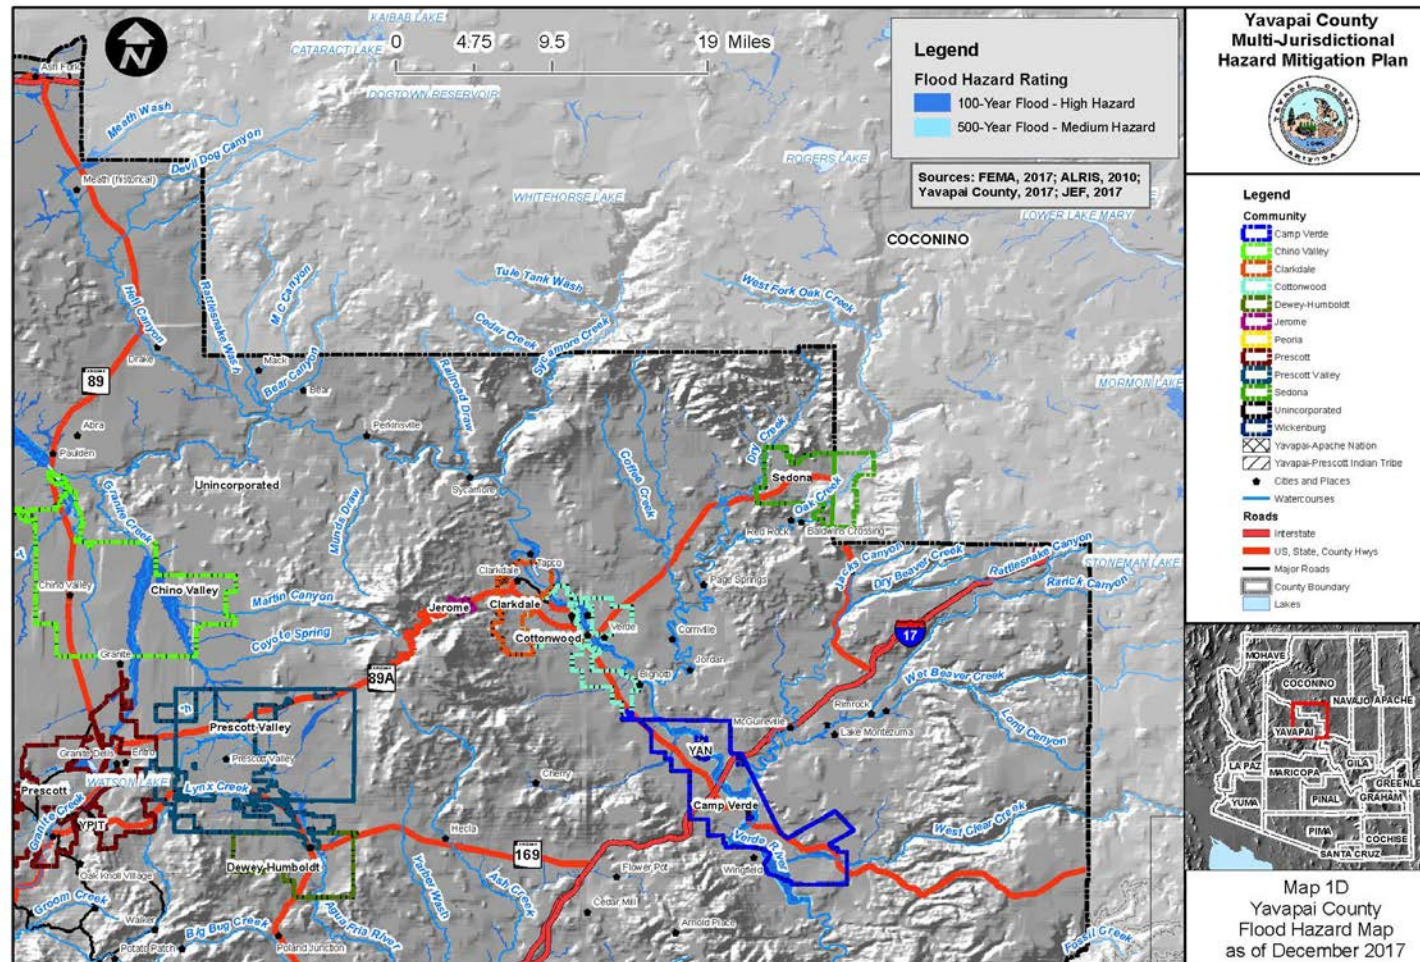 KAIBAB LAKE
CATARACT LAKE
DOGTOWN RESERVOIR
0 4.75 9.5 19 Miles
N
Legend
Flood Hazard Rating
100-Year Flood - High Hazard
500-Year Flood - Medium Hazard
Sources: FEMA, 2017; ALRIS, 2010;
Yavapai County, 2017; JEF, 2017
Ash Fork
Meath Wash
Devil Dog Canyon
Meath (historical)
ROGERS LAKE
WHITEHORSE LAKE
LOWER LAKE MARY
COCONINO
Tule Tank Wash
West Fork Oak Creek
Hell Canyon
Rattlesnake Wash
M C Canyon
Cedar Creek
Sycamore Creek
Drake
Mack
Bear Canyon
Bear
Railroad Draw
MORMON LAKE
89
Abra
Paulden
Perkinsville
Dry Creek
Coffee Creek
Unincorporated
Sycamore
Sedona
Granite Creek
Munds Draw
Oak Creek
Red Rock
Baldwins Crossing
Jacks Canyon
Dry Beaver Creek
Rattlesnake Canyon
STONEMAN LAKE
Rarick Canyon
Tapco
Clarkdale
Page Springs
Chino Valley
Chino Valley
Martin Canyon
Jerome
Clarkdale
Cottonwood
Verde
Cornville
17
Coyote Spring
Granite
89A
Bignotti
Jordan
Wet Beaver Creek
Long Canyon
Prescott Valley
McGuireville
Rimrock
Lake Montezuma
Granite Dells
Entro
Prescott Valley
YAN
WATSON LAKE
Prescott
Lynx Creek
Cherry
Camp Verde
Granite Creek
YPIT
Hecla
West Clear Creek
Verde River
169
Dewey-Humboldt
Flower Pot
Wingfield
Oak Knoll Village
Yarber Wash
Ash Creek
Cedar Mill
Groom Creek
Walker
Big Bug Creek
Agua Fria River
Arnold Place
Potato Patch
Poland Junction
Fossil Creek
Yavapai County
Multi-Jurisdictional
Hazard Mitigation Plan
YAVAPAI COUNTY
ARIZONA
Legend
Community
Camp Verde
Chino Valley
Clarkdale
Cottonwood
Dewey-Humboldt
Jerome
Peoria
Prescott
Prescott Valley
Sedona
Unincorporated
Wickenburg
Yavapai-Apache Nation
Yavapai-Prescott Indian Tribe
Cities and Places
Watercourses
Roads
Interstate
US, State, County Hwys
Major Roads
County Boundary
Lakes
MOHAVE
COCONINO
NAVAJO
APACHE
YAVAPAI
LA PAZ
MARICOPA
GILA
GREENLE
YUMA
PINAL
GRAHAM
PIMA
COCHISE
SANTA CRUZ
Map 1D
Yavapai County
Flood Hazard Map
as of December 2017